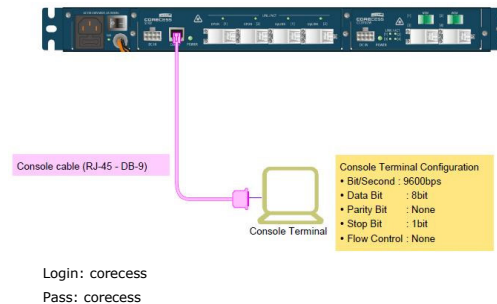 CORECESS
CORECESS
Console cable (RJ-45 - DB-9)
Console Terminal
Console Terminal Configuration
• Bit/Second : 9600bps
• Data Bit : 8bit
• Parity Bit : None
• Stop Bit : 1bit
• Flow Control : None
Login: corecess
Pass: corecess